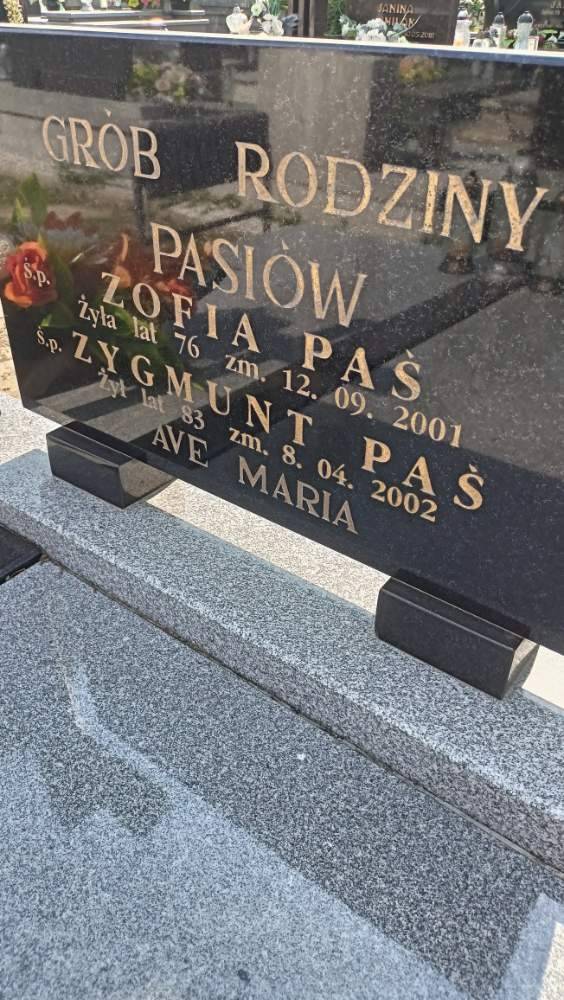 JANINA
GRÓB RODZINY
PASIÓW
Ś.p. ZOFIA PAŚ
Żyła lat 76 zm. 12. 09. 2001
Ś.p. ZYGMUNT PAŚ
Żył lat 83 zm. 8. 04. 2002
AVE MARIA